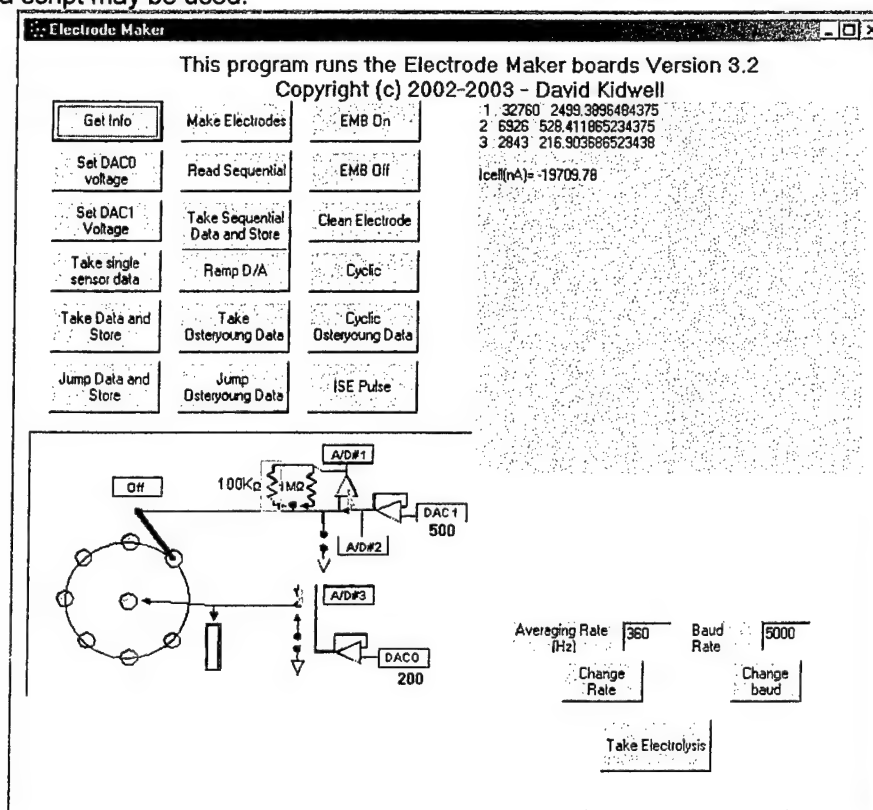 a script may be used.
Electrode Maker
This program runs the Electrode Maker boards Version 3.2
Copyright (c) 2002-2003 - David Kidwell
Get Info
Make Electrodes
EMB On
1 32760 2499.3896484375
2 6926 528.411865234375
3 2843 216.903686523438
Icell(nA)= -19709.78
Set DAC0
voltage
Read Sequential
EMB Off
Set DAC1
Voltage
Take Sequential
Data and Store
Clean Electrode
Take single
sensor data
Ramp D/A
Cyclic
Take Data and
Store
Take
Osteryoung Data
Cyclic
Osteryoung Data
Jump Data and
Store
Jump
Osteryoung Data
ISE Pulse
A/D#1
Off
100KΩ
1MΩ
DAC1
500
A/D#2
A/D#3
DAC0
200
Averaging Rate
(Hz)
360
Baud
Rate
5000
Change
Rate
Change
baud
Take Electrolysis